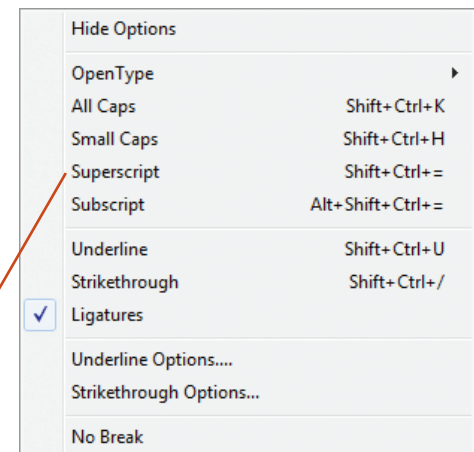 Hide Options
OpenType
All Caps Shift+Ctrl+K
Small Caps Shift+Ctrl+H
Superscript Shift+Ctrl+=
Subscript Alt+Shift+Ctrl+=
Underline Shift+Ctrl+U
Strikethrough Shift+Ctrl+/
Ligatures
Underline Options....
Strikethrough Options...
No Break